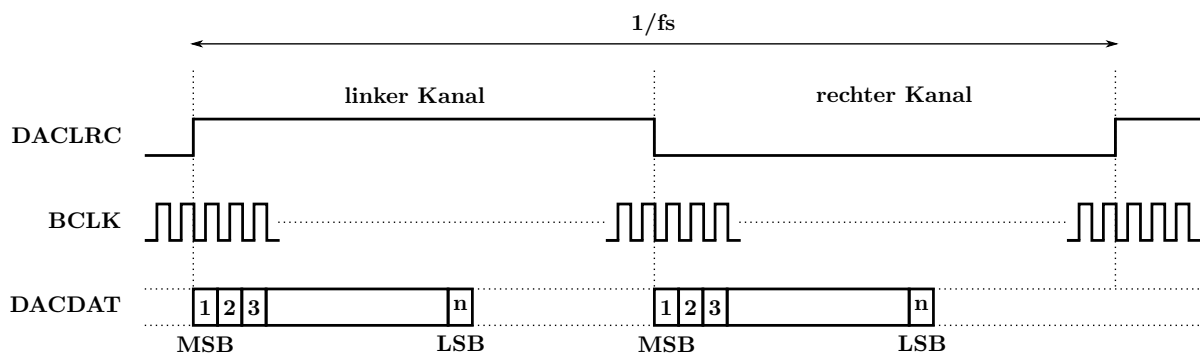 1/fs
linker Kanal
rechter Kanal
DACLRC
BCLK
DACDAT
1 2 3 n 1 2 3 n
MSB LSB MSB LSB